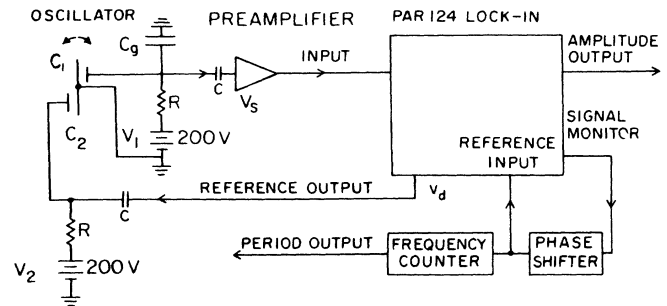 OSCILLATOR
PREAMPLIFIER
PAR 124 LOCK-IN
C₁
Cg
INPUT
AMPLITUDE
OUTPUT
C
Vs
R
C₂
V₁
200 V
SIGNAL
MONITOR
REFERENCE
INPUT
REFERENCE OUTPUT
Vd
C
R
V₂
200 V
PERIOD OUTPUT
FREQUENCY
COUNTER
PHASE
SHIFTER